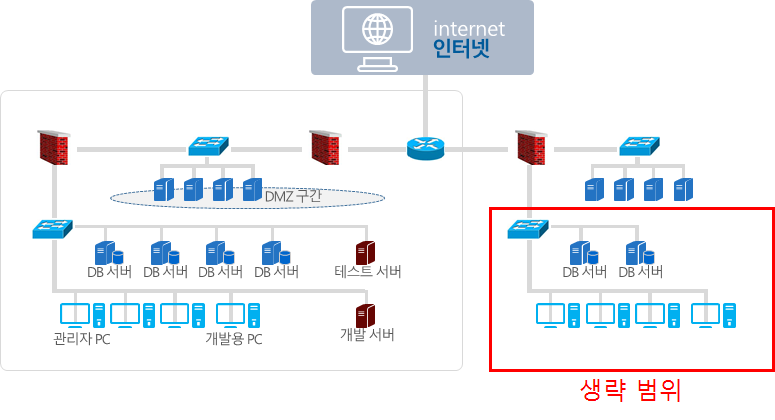 internet
인터넷
DMZ 구간
DB 서버 DB 서버 DB 서버 DB 서버 테스트 서버 DB 서버 DB 서버
관리자 PC 개발용 PC 개발 서버
생략 범위